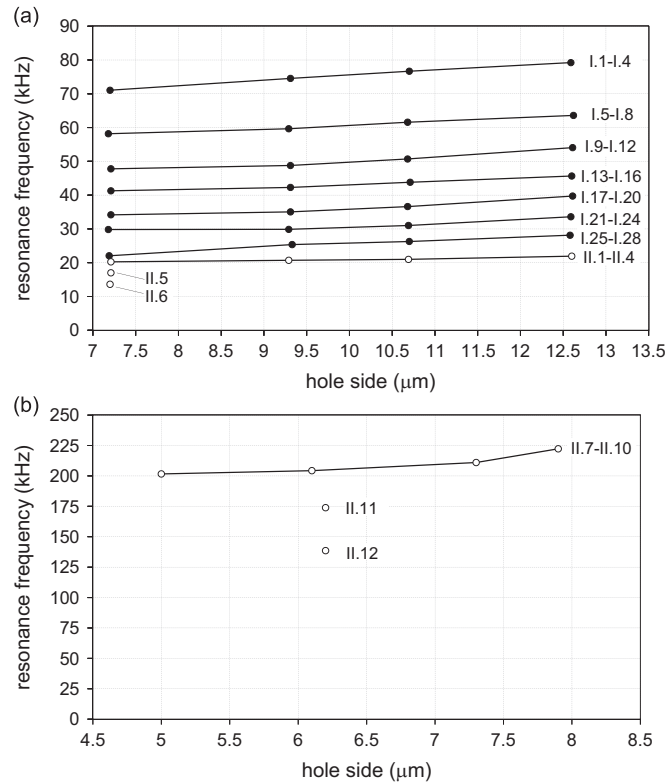 (a)
90
80
70
60
50
40
30
20
10
0
resonance frequency (kHz)
I.1-I.4
I.5-I.8
I.9-I.12
I.13-I.16
I.17-I.20
I.21-I.24
I.25-I.28
II.1-II.4
II.5
II.6
7 7.5 8 8.5 9 9.5 10 10.5 11 11.5 12 12.5 13 13.5
hole side (μm)
(b)
250
225
200
175
150
125
100
75
50
25
0
resonance frequency (kHz)
II.7-II.10
II.11
II.12
4.5 5 5.5 6 6.5 7 7.5 8 8.5
hole side (μm)